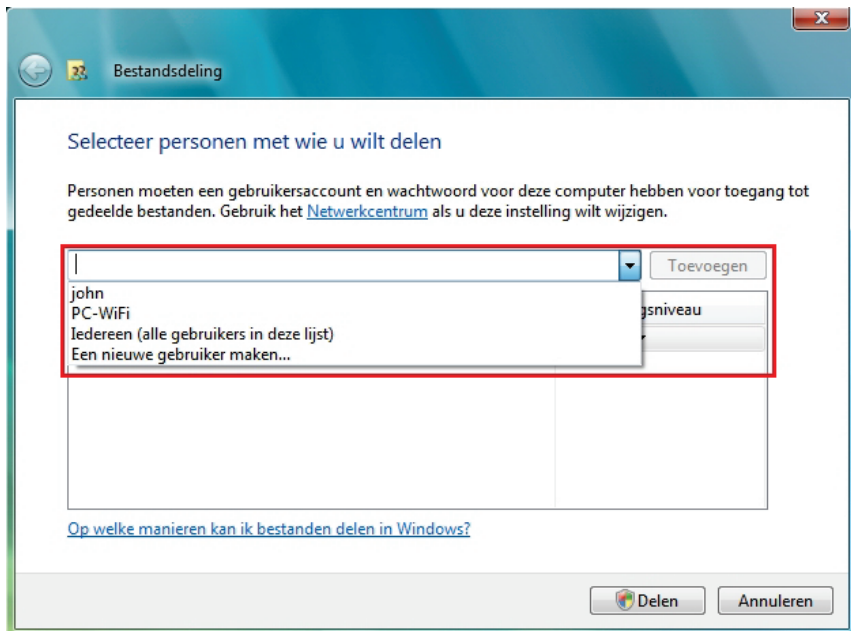 Bestandsdeling
Selecteer personen met wie u wilt delen
Personen moeten een gebruikersaccount en wachtwoord voor deze computer hebben voor toegang tot
gedeelde bestanden. Gebruik het Netwerkcentrum als u deze instelling wilt wijzigen.
Toevoegen
john
PC-WiFi
gsniveau
Iedereen (alle gebruikers in deze lijst)
Een nieuwe gebruiker maken...
Op welke manieren kan ik bestanden delen in Windows?
Delen
Annuleren